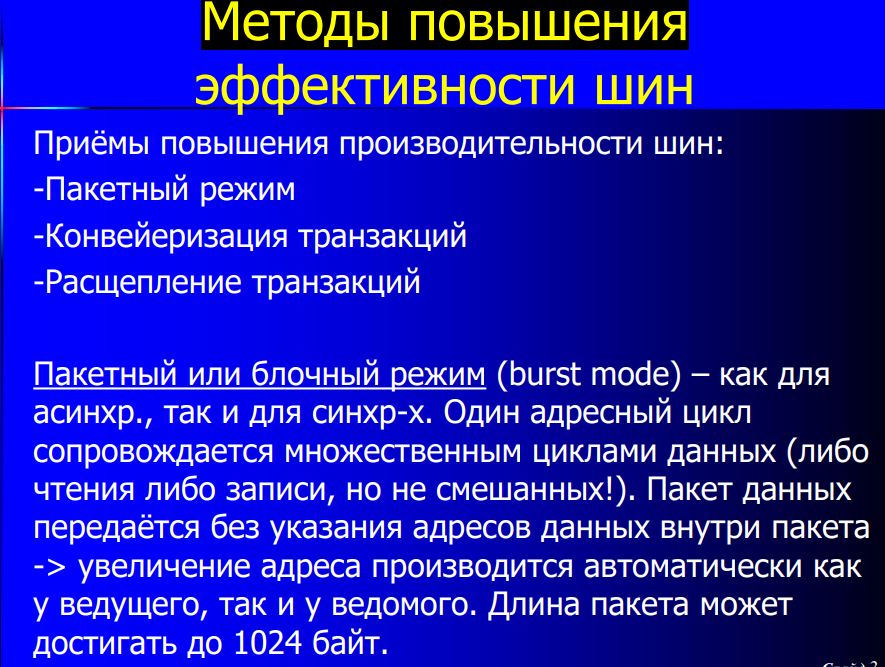 Методы повышения
эффективности шин
Приёмы повышения производительности шин:
-Пакетный режим
-Конвейеризация транзакций
-Расщепление транзакций
Пакетный или блочный режим (burst mode) – как для
асинхр., так и для синхр-х. Один адресный цикл
сопровождается множественным циклами данных (либо
чтения либо записи, но не смешанных!). Пакет данных
передаётся без указания адресов данных внутри пакета
-> увеличение адреса производится автоматически как
у ведущего, так и у ведомого. Длина пакета может
достигать до 1024 байт.